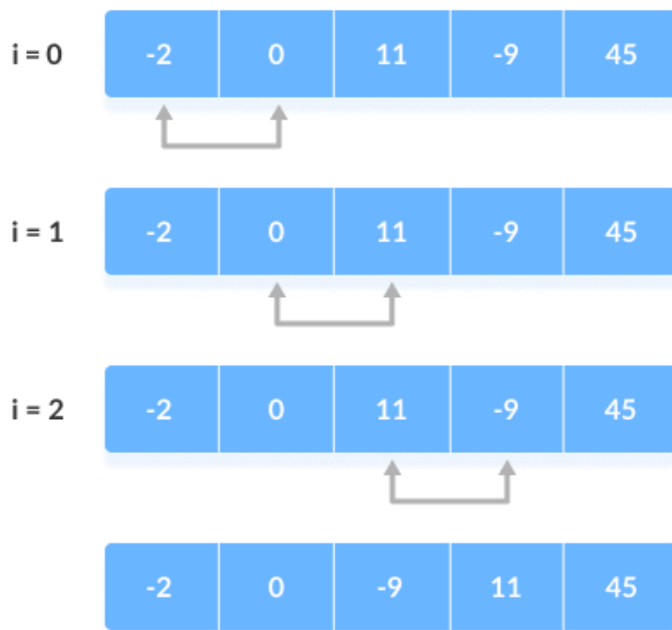 i = 0 -2 0 11 -9 45
i = 1 -2 0 11 -9 45
i = 2 -2 0 11 -9 45
-2 0 -9 11 45